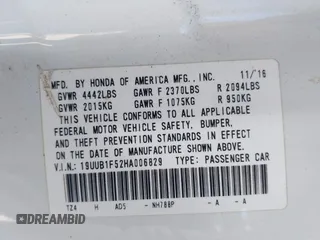 MFD. BY HONDA OF AMERICA MFG., INC. 11/16
GVWR 4442LBS GAWR F 2370LBS R 2094LBS
GVWR 2015KG GAWR F 1075KG R 950KG
THIS VEHICLE CONFORMS TO ALL APPLICABLE
FEDERAL MOTOR VEHICLE SAFETY, BUMPER,
AND THEFT PREVENTION STANDARDS IN EFFECT
ON THE DATE OF MANUFACTURE SHOWN ABOVE.
V.I.N.: 19UUB1F52HA006829 TYPE: PASSENGER CAR
TZ4 H AD5 - NH788P - A - A
DREAMBID
dreambid.com